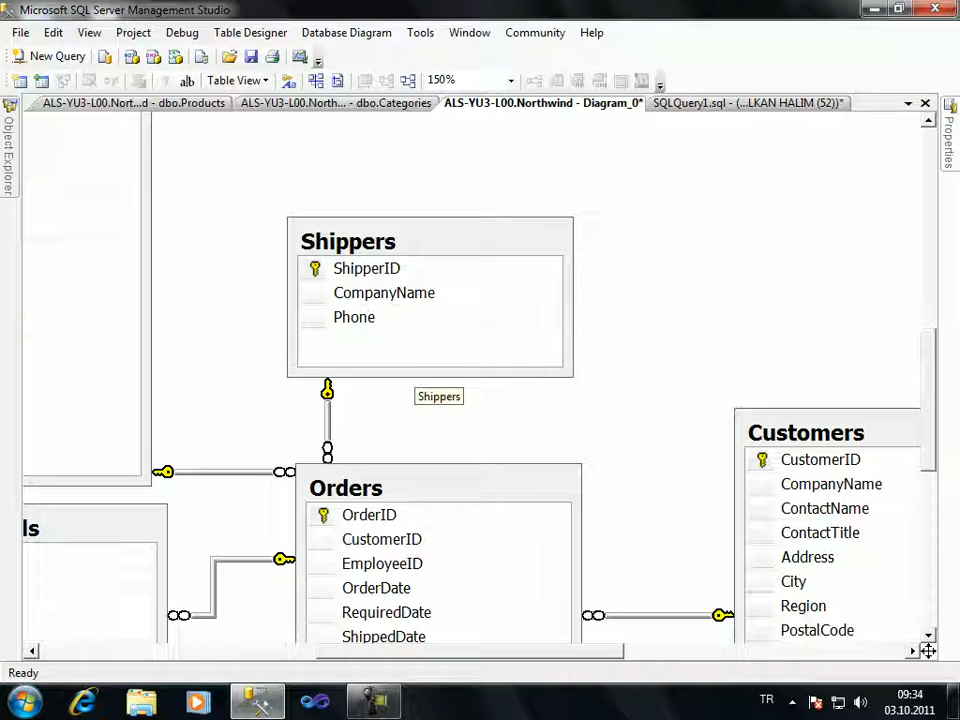 Microsoft SQL Server Management Studio
File Edit View Project Debug Table Designer Database Diagram Tools Window Community Help
New Query
ab Table View 150%
ALS-YU3-L00.Nort...d - dbo.Products ALS-YU3-L00.North... - dbo.Categories ALS-YU3-L00.Northwind - Diagram_0* SQLQuery1.sql - (...LKAN HALIM (52))*
Object Explorer
Properties
Shippers
ShipperID
CompanyName
Phone
Shippers
Customers
CustomerID
CompanyName
ContactName
ContactTitle
Address
City
Region
PostalCode
Orders
OrderID
CustomerID
EmployeeID
OrderDate
RequiredDate
ShippedDate
ls
Ready
TR
09:34
03.10.2011